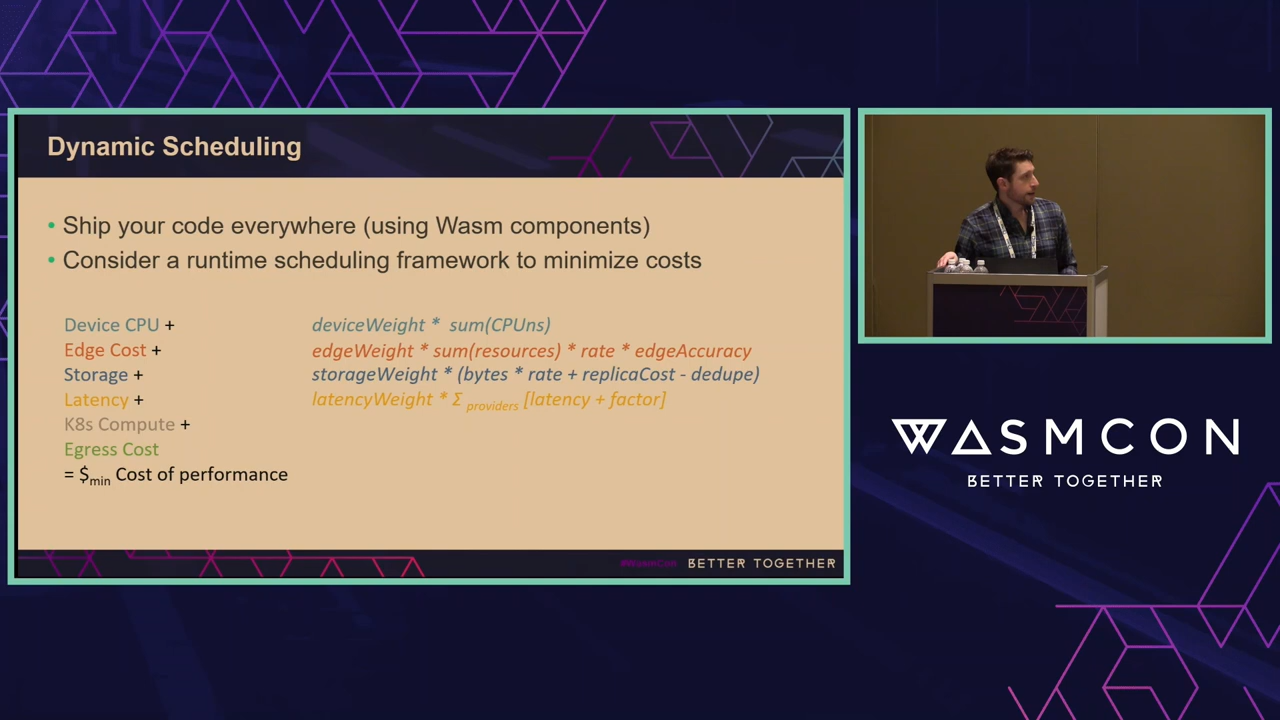 Dynamic Scheduling
• Ship your code everywhere (using Wasm components)
• Consider a runtime scheduling framework to minimize costs
Device CPU + deviceWeight * sum(CPUns)
Edge Cost + edgeWeight * sum(resources) * rate * edgeAccuracy
Storage + storageWeight * (bytes * rate + replicaCost - dedupe)
Latency + latencyWeight * Σ providers [latency + factor]
K8s Compute +
Egress Cost
= $min Cost of performance
#WasmCon BETTER TOGETHER
WASMCON
BETTER TOGETHER